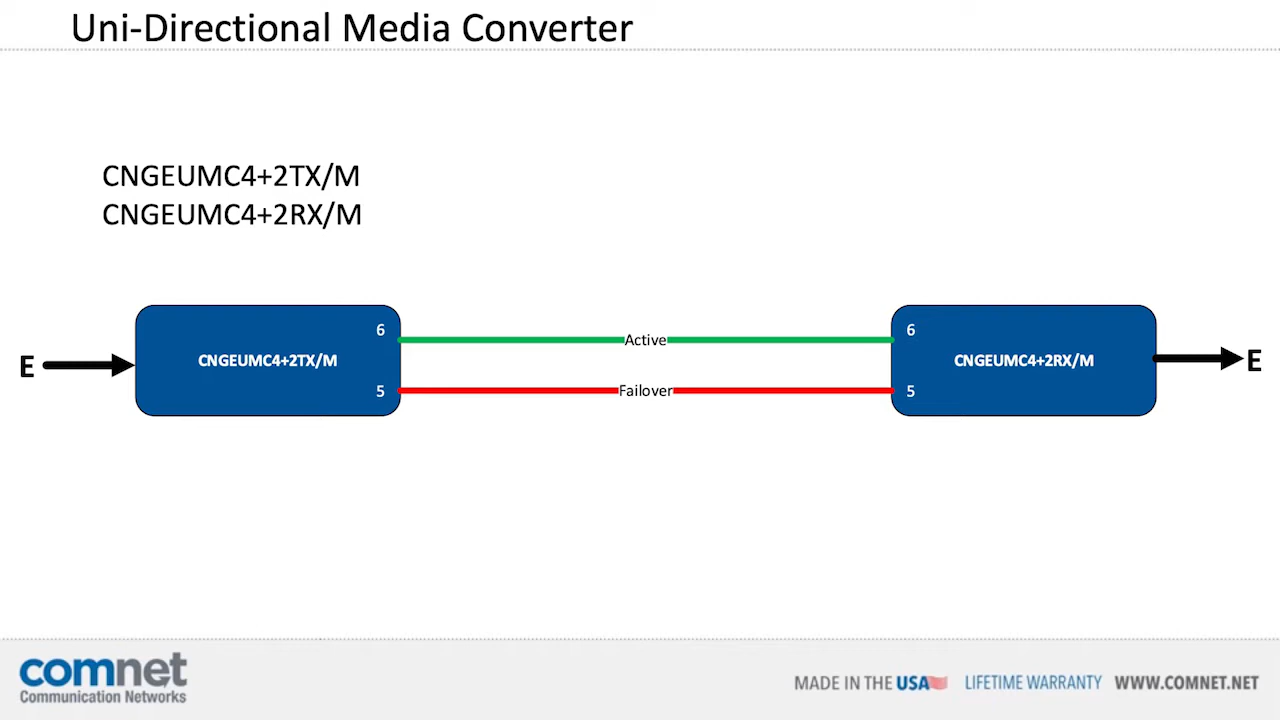 Uni-Directional Media Converter
CNGEUMC4+2TX/M
CNGEUMC4+2RX/M
E
CNGEUMC4+2TX/M
6
5
Active
Failover
6
5
CNGEUMC4+2RX/M
E
comnet
Communication Networks
MADE IN THE USA LIFETIME WARRANTY WWW.COMNET.NET